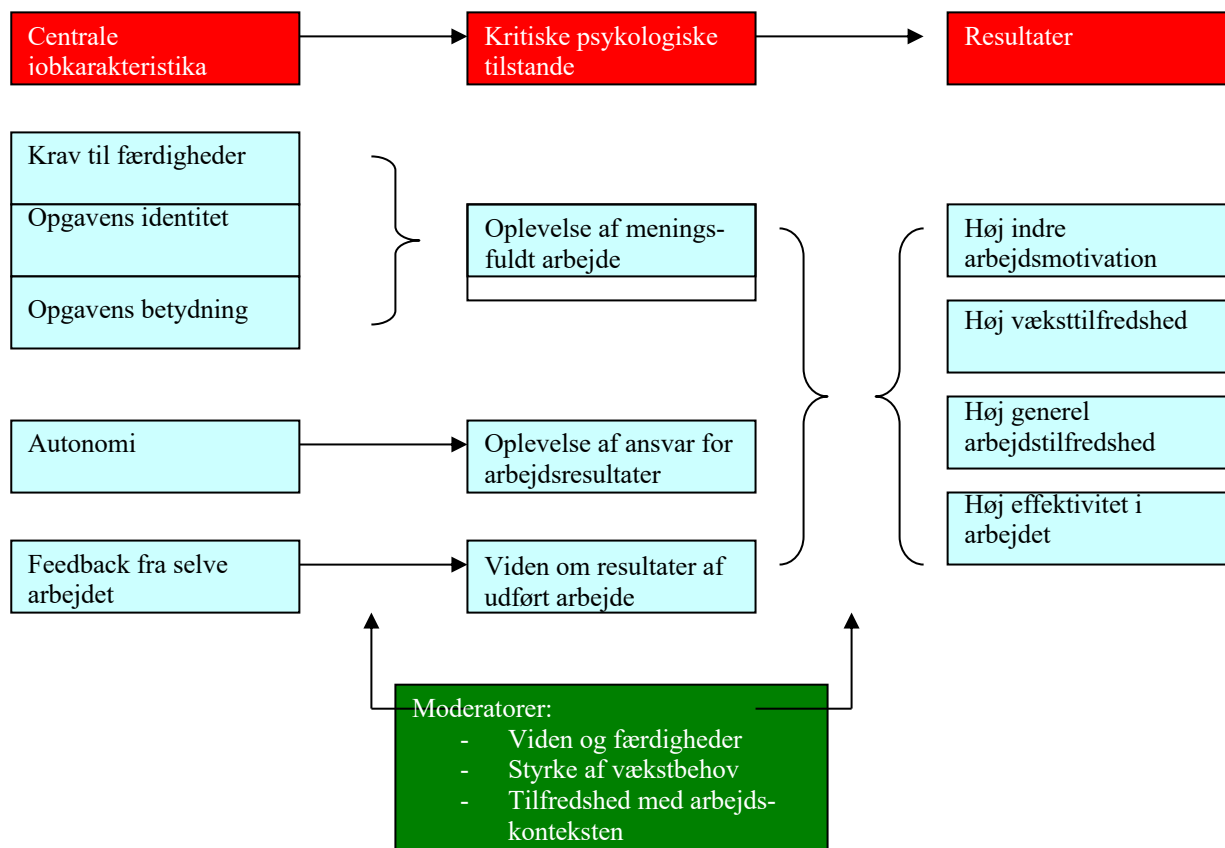 Centrale
jobkarakteristika
Kritiske psykologiske
tilstande
Resultater
Krav til færdigheder
Opgavens identitet
Opgavens betydning
Oplevelse af menings-
fuldt arbejde
Høj indre
arbejdsmotivation
Høj væksttilfredshed
Høj generel
arbejdstilfredshed
Høj effektivitet i
arbejdet
Autonomi
Oplevelse af ansvar for
arbejdsresultater
Feedback fra selve
arbejdet
Viden om resultater af
udført arbejde
Moderatorer:
- Viden og færdigheder
- Styrke af vækstbehov
- Tilfredshed med arbejds-
konteksten